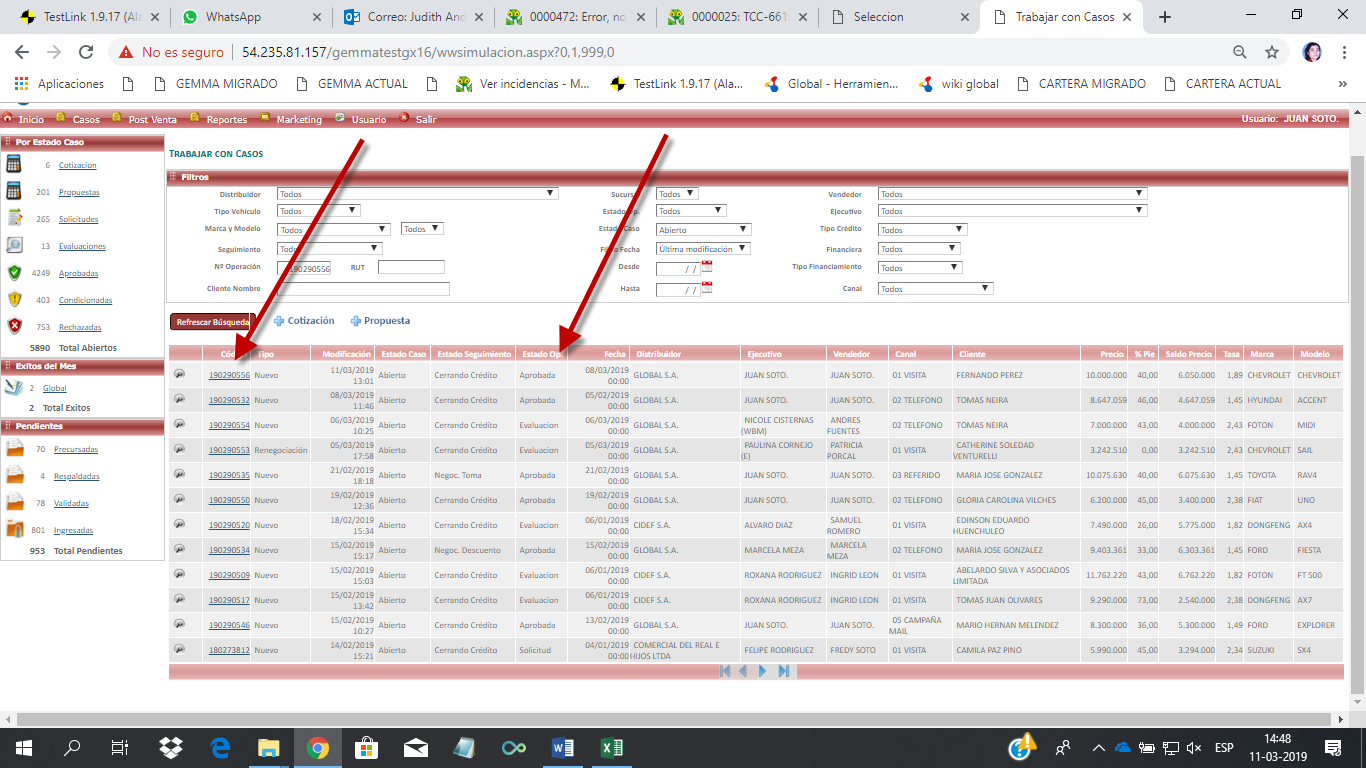 TestLink 1.9.17 (Ala
WhatsApp
Correo: Judith And
0000472: Error, no
0000025: TCC-661
Seleccion
Trabajar con Casos
No es seguro | 54.235.81.157/gemmatestgx16/wwsimulacion.aspx?0,1,999,0
Aplicaciones
GEMMA MIGRADO
GEMMA ACTUAL
Ver incidencias - M...
TestLink 1.9.17 (Ala...
Global - Herramien...
wiki global
CARTERA MIGRADO
CARTERA ACTUAL
»
Inicio Casos Post Venta Reportes Marketing Usuario Salir
Usuario: JUAN SOTO.
Por Estado Caso
6 Cotizacion
201 Propuestas
265 Solicitudes
13 Evaluaciones
4249 Aprobadas
403 Condicionadas
753 Rechazadas
5890 Total Abiertos
Exitos del Mes
2 Global
2 Total Exitos
Pendientes
70 Precursadas
4 Respaldadas
78 Validadas
801 Ingresadas
953 Total Pendientes
TRABAJAR CON CASOS
Filtros
Distribuidor Todos Vendedor Todos
Sucurs Todos
Tipo Vehículo Todos Estado Op. Todos Ejecutivo Todos
Marca y Modelo Todos Todos Estado Caso Abierto Tipo Crédito Todos
Seguimiento Todo Fecha Última modificación Financiera Todos
Nº Operación 190290556 RUT Desde / / Tipo Financiamiento Todos
Cliente Nombre Hasta / / Canal Todos
Refrescar Búsqueda Cotización Propuesta
Cód Tipo Modificación Estado Caso Estado Seguimiento Estado Op. Fecha Distribuidor Ejecutivo Vendedor Canal Cliente Precio % Pie Saldo Precio Tasa Marca Modelo
190290556 Nuevo 11/03/2019 13:01 Abierto Cerrando Crédito Aprobada 08/03/2019 00:00 GLOBAL S.A. JUAN SOTO. JUAN SOTO. 01 VISITA FERNANDO PEREZ 10.000.000 40,00 6.050.000 1,89 CHEVROLET CHEVROLET
190290532 Nuevo 08/03/2019 11:46 Abierto Cerrando Crédito Aprobada 05/02/2019 00:00 GLOBAL S.A. JUAN SOTO. JUAN SOTO. 02 TELEFONO TOMAS NEIRA 8.647.059 46,00 4.647.059 1,45 HYUNDAI ACCENT
190290554 Nuevo 06/03/2019 10:25 Abierto Cerrando Crédito Evaluacion 06/03/2019 00:00 GLOBAL S.A. NICOLE CISTERNAS (WBM) ANDRES FUENTES 02 TELEFONO TOMAS NEIRA 7.000.000 43,00 4.000.000 2,43 FOTON MIDI
190290553 Renegociación 05/03/2019 17:58 Abierto Cerrando Crédito Evaluacion 05/03/2019 00:00 GLOBAL S.A. PAULINA CORNEJO (E) PATRICIA PORCAL 01 VISITA CATHERINE SOLEDAD VENTURELLI 3.242.510 0,00 3.242.510 2,43 CHEVROLET SAIL
190290535 Nuevo 21/02/2019 18:18 Abierto Negoc. Toma Aprobada 21/02/2019 00:00 GLOBAL S.A. JUAN SOTO. JUAN SOTO. 03 REFERIDO MARIA JOSE GONZALEZ 10.075.630 40,00 6.075.630 1,45 TOYOTA RAV4
190290550 Nuevo 19/02/2019 12:36 Abierto Cerrando Crédito Aprobada 19/02/2019 00:00 GLOBAL S.A. JUAN SOTO. JUAN SOTO. 02 TELEFONO GLORIA CAROLINA VILCHES 6.200.000 45,00 3.400.000 2,38 FIAT UNO
190290520 Nuevo 18/02/2019 15:34 Abierto Cerrando Crédito Evaluacion 06/01/2019 00:00 CIDEF S.A. ALVARO DIAZ SAMUEL ROMERO 01 VISITA EDINSON EDUARDO HUENCHULEO 7.490.000 26,00 5.775.000 1,82 DONGFENG AX4
190290534 Nuevo 15/02/2019 15:17 Abierto Negoc. Descuento Aprobada 15/02/2019 00:00 GLOBAL S.A. MARCELA MEZA MARCELA MEZA 02 TELEFONO MARIA JOSE GONZALEZ 9.403.361 33,00 6.303.361 1,45 FORD FIESTA
190290509 Nuevo 15/02/2019 15:03 Abierto Cerrando Crédito Evaluacion 06/01/2019 00:00 CIDEF S.A. ROXANA RODRIGUEZ INGRID LEON 01 VISITA ABELARDO SILVA Y ASOCIADOS LIMITADA 11.762.220 43,00 6.762.220 1,82 FOTON FT 500
190290517 Nuevo 15/02/2019 13:42 Abierto Cerrando Crédito Evaluacion 06/01/2019 00:00 CIDEF S.A. ROXANA RODRIGUEZ INGRID LEON 01 VISITA TOMAS JUAN OLIVARES 9.290.000 73,00 2.540.000 2,38 DONGFENG AX7
190290546 Nuevo 15/02/2019 10:27 Abierto Cerrando Crédito Aprobada 13/02/2019 00:00 GLOBAL S.A. JUAN SOTO. JUAN SOTO. 05 CAMPAÑA MAIL MARIO HERNAN MELENDEZ 8.300.000 36,00 5.300.000 1,49 FORD EXPLORER
180273812 Nuevo 14/02/2019 15:21 Abierto Cerrando Crédito Solicitud 04/01/2019 00:00 COMERCIAL DEL REAL E HIJOS LTDA FELIPE RODRIGUEZ FREDY SOTO 01 VISITA CAMILA PAZ PINO 5.990.000 45,00 3.294.000 2,34 SUZUKI SX4
ESP
14:48
11-03-2019